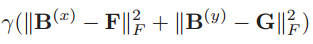 γ(‖B^(x) − F‖_F^2 + ‖B^(y) − G‖_F^2)